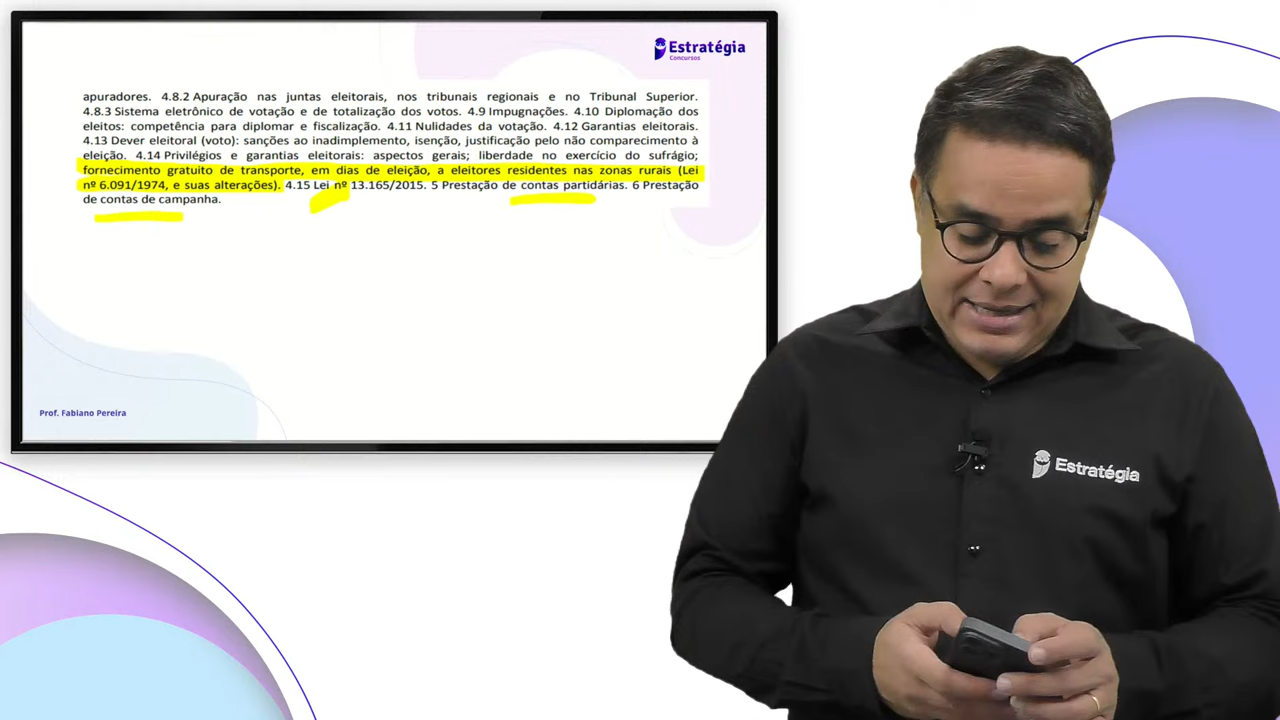 Estratégia
Concursos
apuradores. 4.8.2 Apuração nas juntas eleitorais, nos tribunais regionais e no Tribunal Superior.
4.8.3 Sistema eletrônico de votação e de totalização dos votos. 4.9 Impugnações. 4.10 Diplomação dos
eleitos: competência para diplomar e fiscalização. 4.11 Nulidades da votação. 4.12 Garantias eleitorais.
4.13 Dever eleitoral (voto): sanções ao inadimplemento, isenção, justificação pelo não comparecimento à
eleição. 4.14 Privilégios e garantias eleitorais: aspectos gerais; liberdade no exercício do sufrágio;
fornecimento gratuito de transporte, em dias de eleição, a eleitores residentes nas zonas rurais (Lei
nº 6.091/1974, e suas alterações). 4.15 Lei nº 13.165/2015. 5 Prestação de contas partidárias. 6 Prestação
de contas de campanha.
Prof. Fabiano Pereira
Estratégia